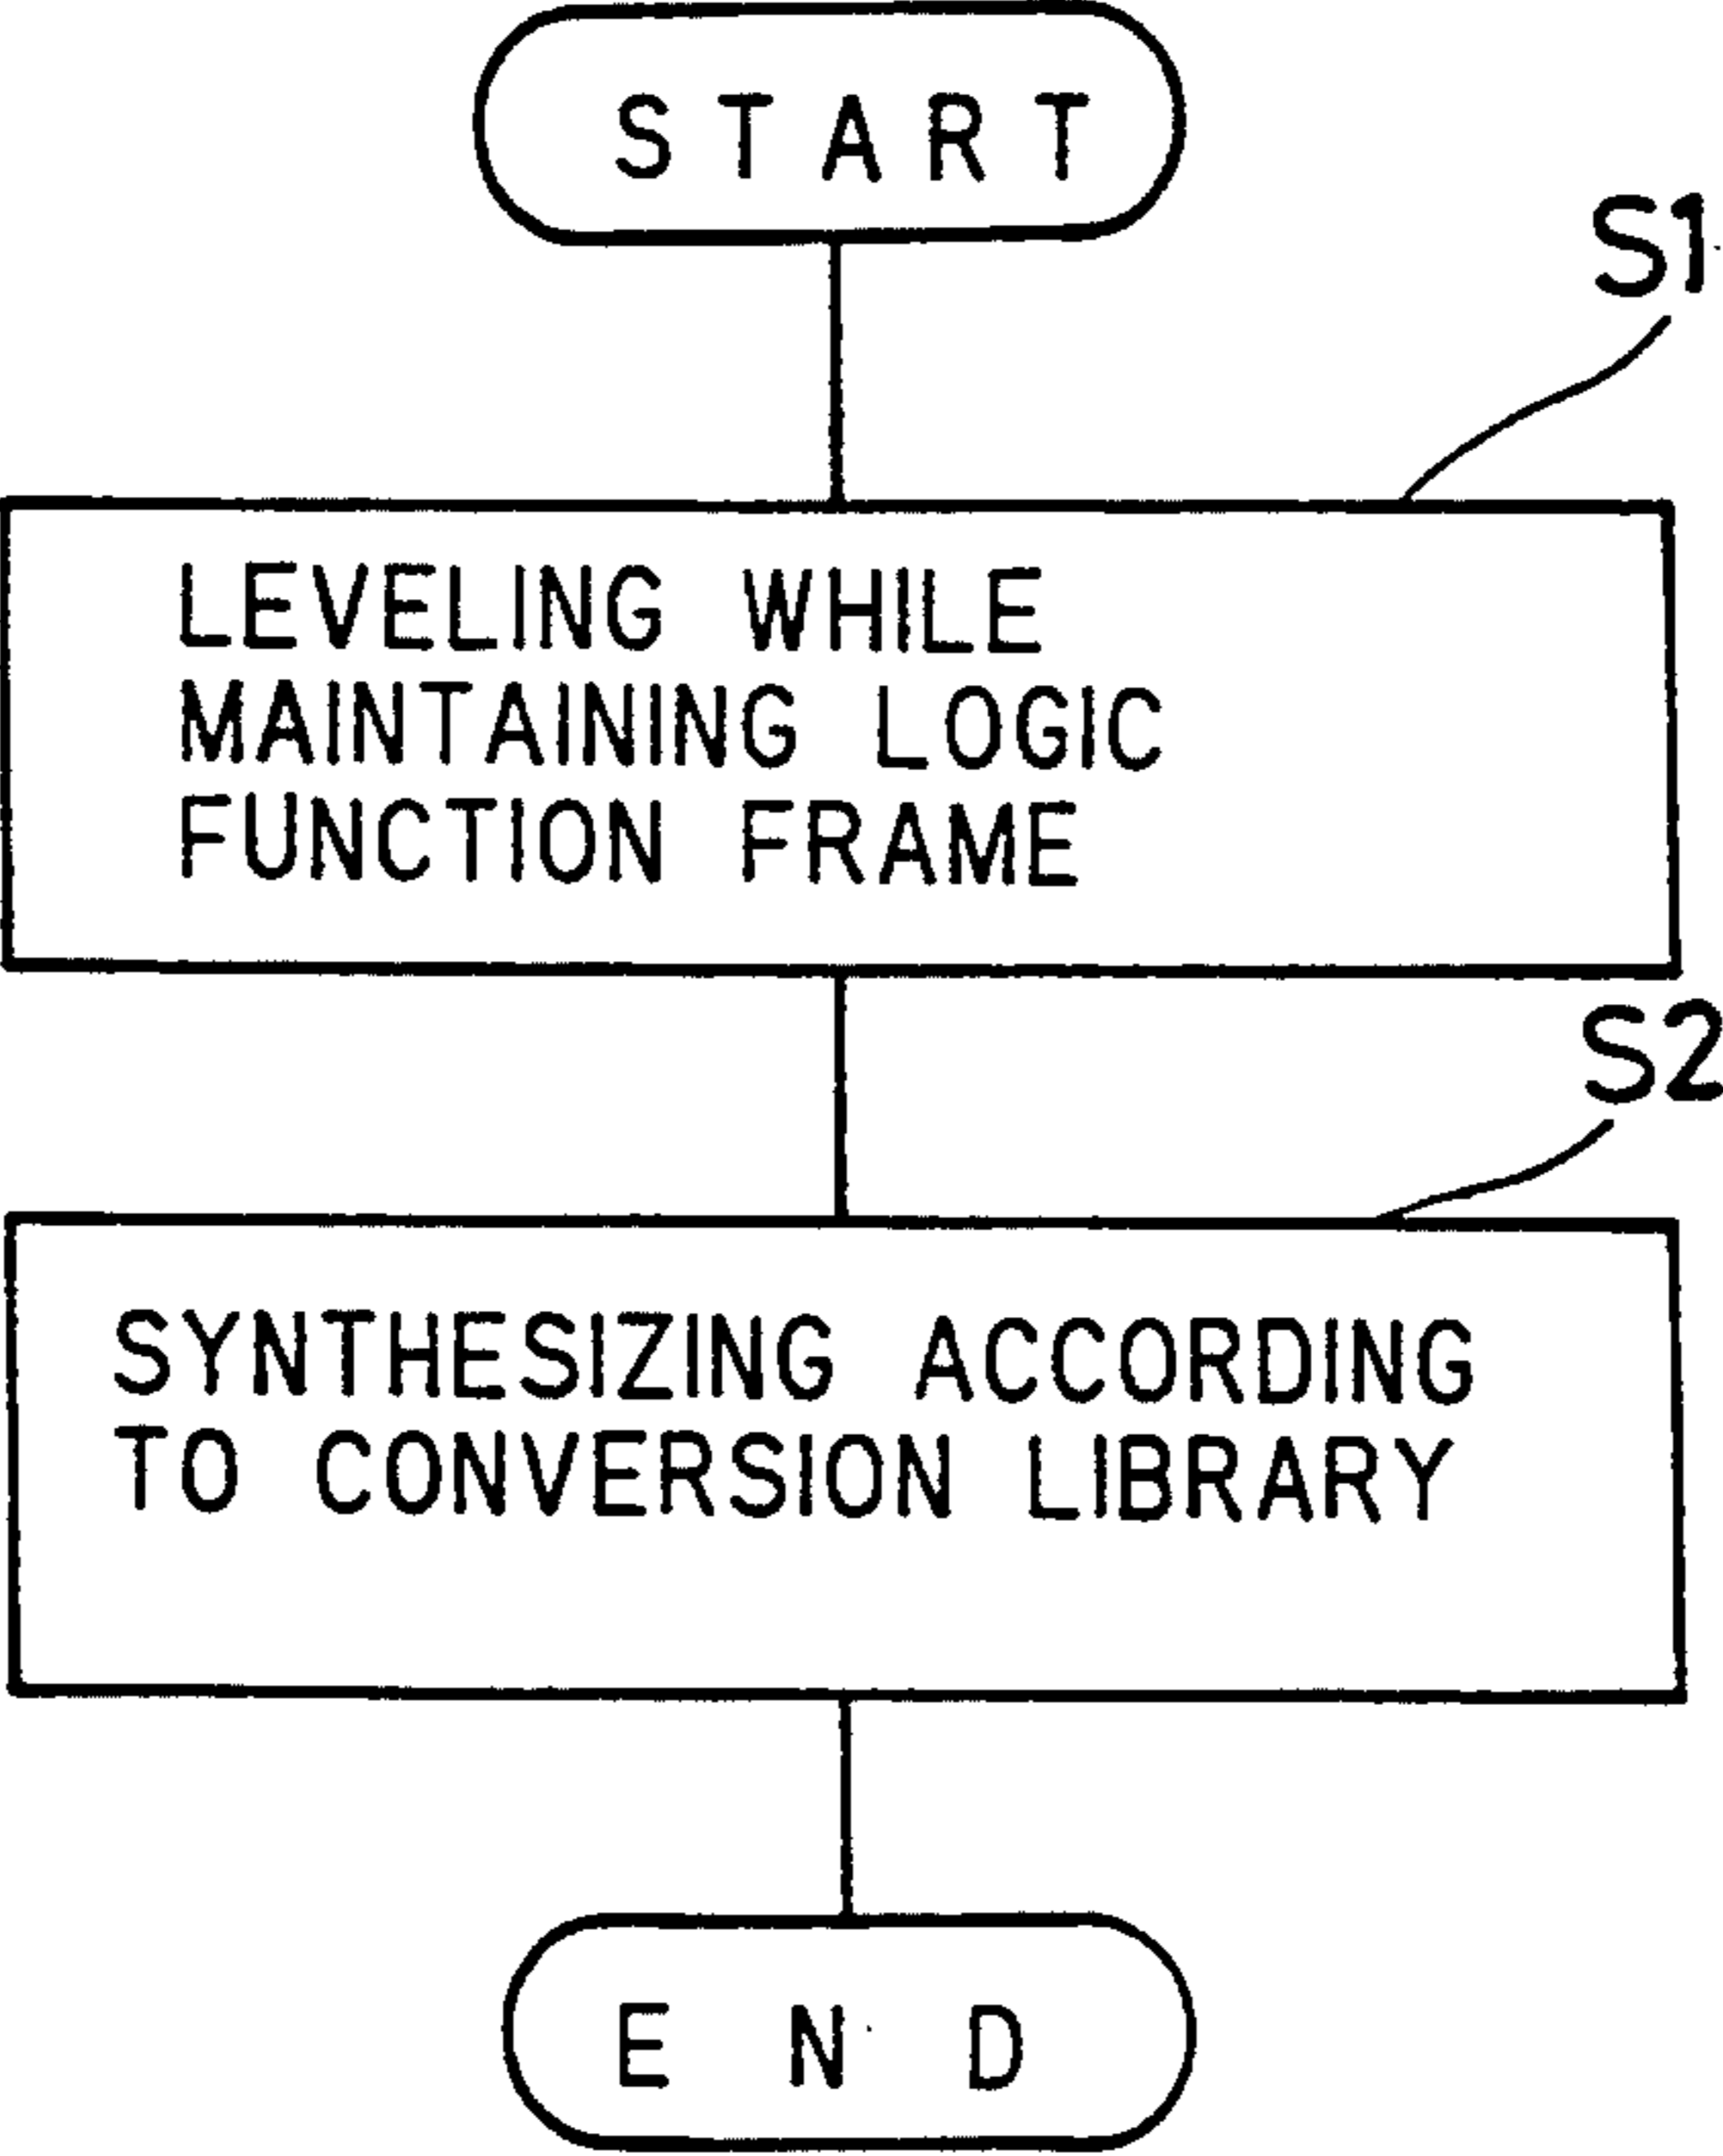 START
S1
LEVELING WHILE
MAINTAINING LOGIC
FUNCTION FRAME
S2
SYNTHESIZING ACCORDING
TO CONVERSION LIBRARY
END